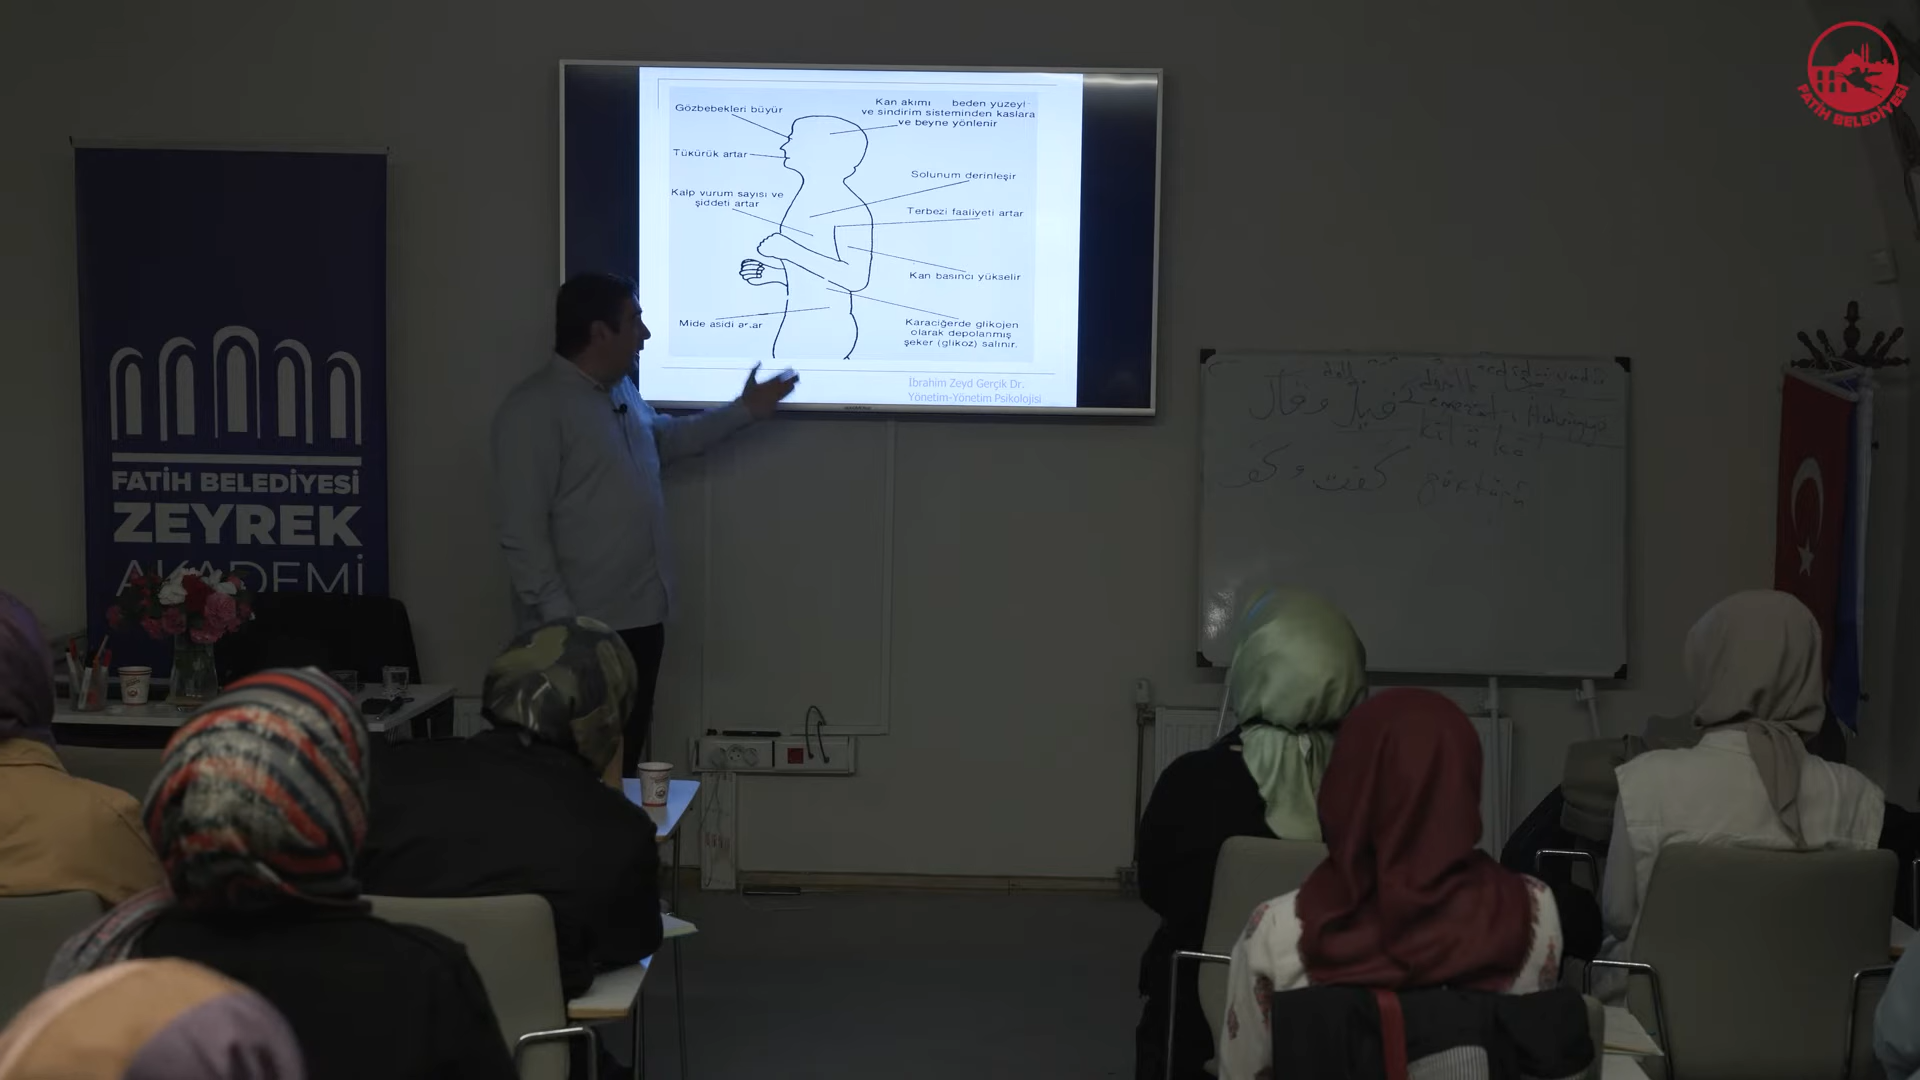 FATİH BELEDİYESİ
Gözbebekleri büyür
Kan akımı beden yüzeyi
ve sindirim sisteminden kaslara
ve beyne yönlenir
Tükürük artar
Solunum derinleşir
Kalp vurum sayısı ve
şiddeti artar
Terbezi faaliyeti artar
Kan basıncı yükselir
Mide asidi artar
Karaciğerde glikojen
olarak depolanmış
şeker (glikoz) salınır.
İbrahim Zeyd Gerçik Dr.
Yönetim-Yönetim Psikolojisi
FATİH BELEDİYESİ
ZEYREK
AKADEMİ
قيل و قال